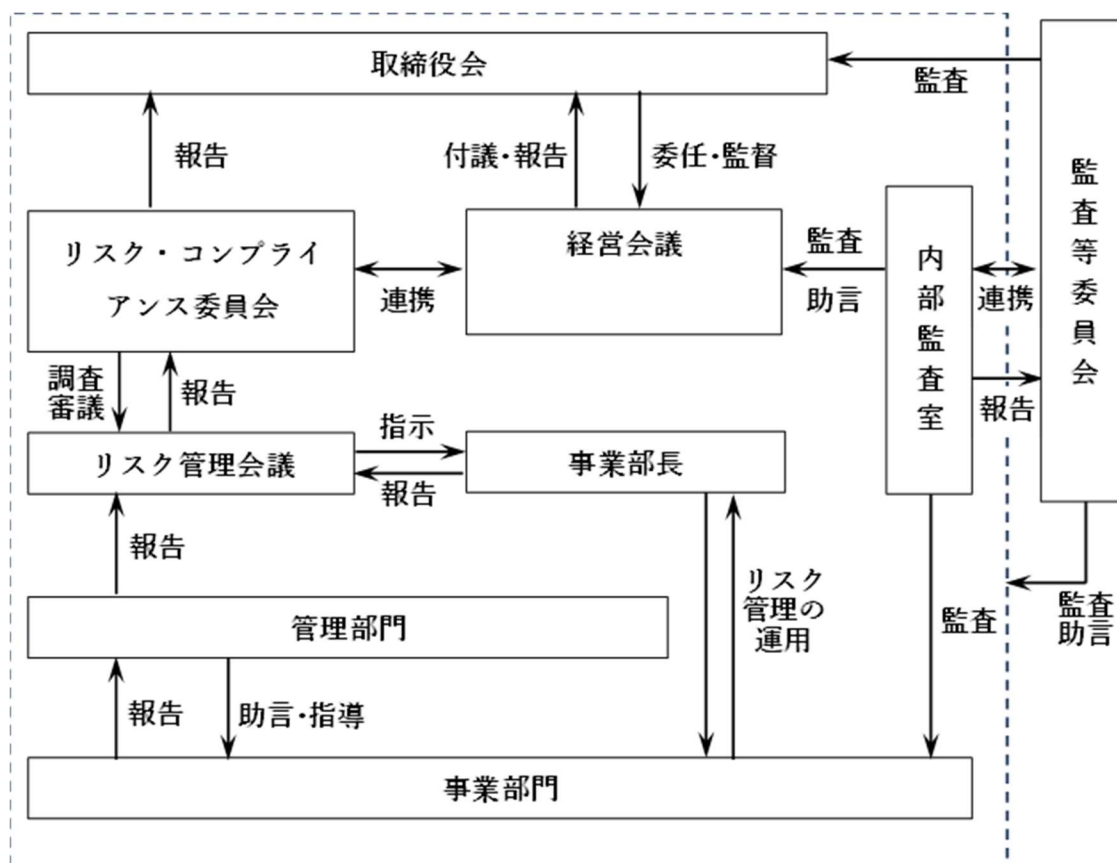 取締役会
監査
報告
付議・報告
委任・監督
監査等委員会
リスク・コンプライ
アンス委員会
連携
経営会議
監査
助言
内部監査室
連携
調査
審議
報告
報告
リスク管理会議
指示
報告
事業部長
報告
リスク
管理の
運用
監査
監査
助言
管理部門
報告
助言・指導
事業部門